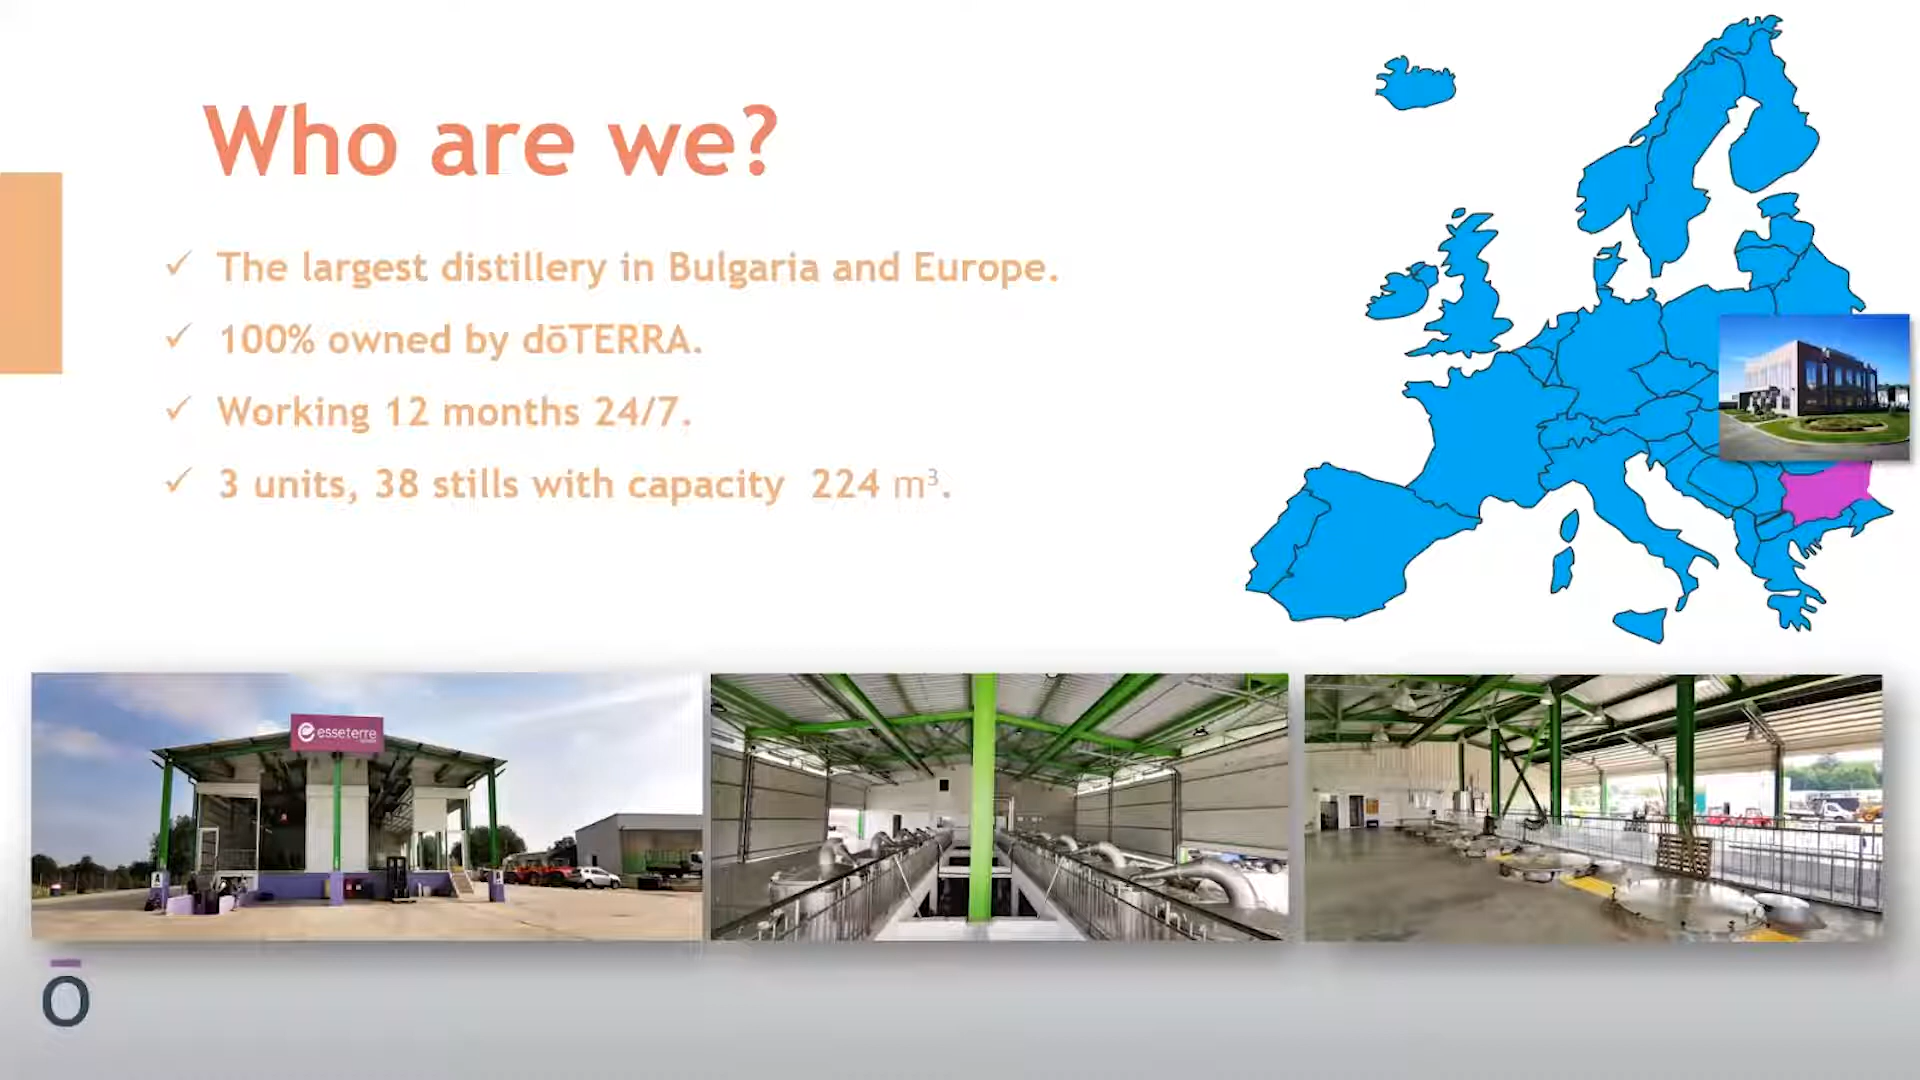 Who are we?
✓ The largest distillery in Bulgaria and Europe.
✓ 100% owned by dōTERRA.
✓ Working 12 months 24/7.
✓ 3 units, 38 stills with capacity 224 m³.
esseterre
ō